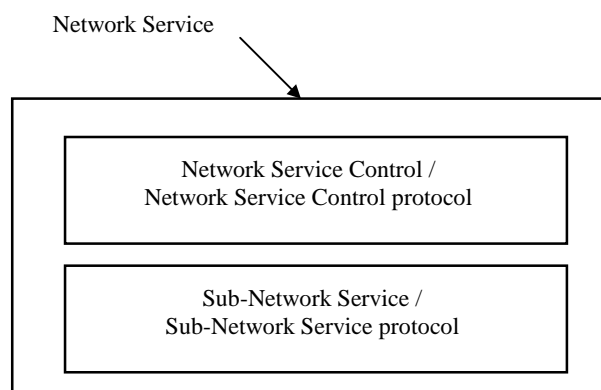 Network Service
Network Service Control /
Network Service Control protocol
Sub-Network Service /
Sub-Network Service protocol